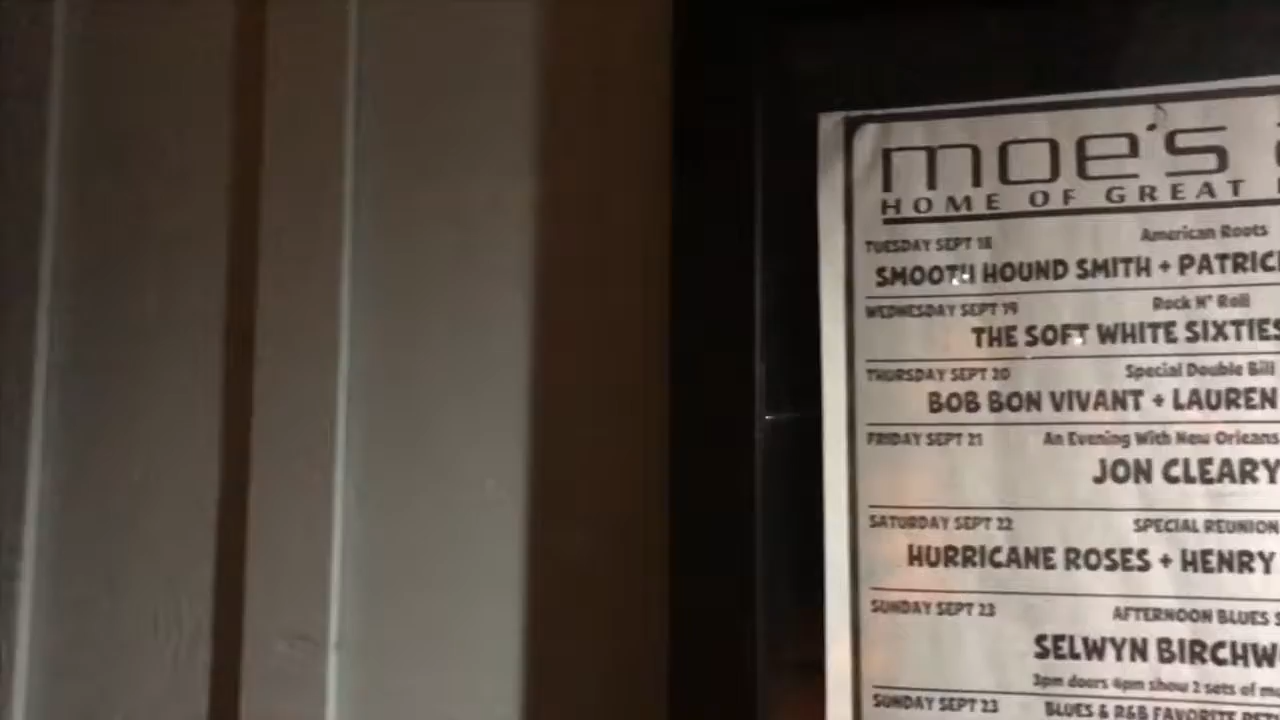 moe's
HOME OF GREAT
TUESDAY SEPT 18 American Roots
SMOOTH HOUND SMITH + PATRIC
WEDNESDAY SEPT 19 Rock N' Roll
THE SOFT WHITE SIXTIES
THURSDAY SEPT 20 Special Double Bill
BOB BON VIVANT + LAUREN
FRIDAY SEPT 21 An Evening With New Orleans
JON CLEARY
SATURDAY SEPT 22 SPECIAL REUNION
HURRICANE ROSES + HENRY
SUNDAY SEPT 23 AFTERNOON BLUES S
SELWYN BIRCHW
3pm doors 4pm show 2 sets of
SUNDAY SEPT 23 BLUES & R&B FAVORITE